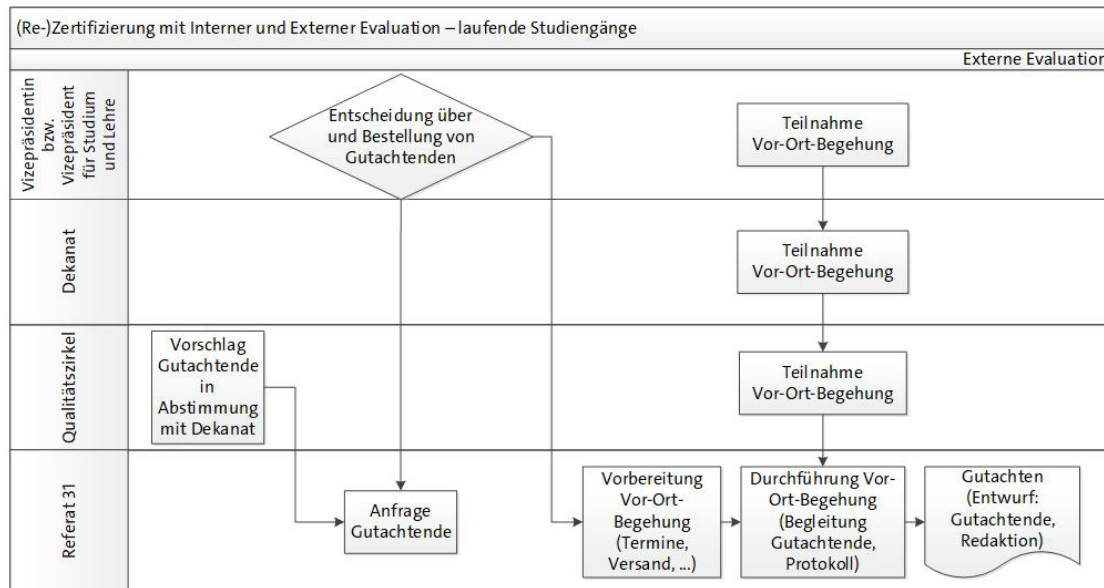 (Re-)Zertifizierung mit Interner und Externer Evaluation – laufende Studiengänge
Externe Evaluation
Vizepräsidentin
bzw.
Vizepräsident
für Studium
und Lehre
Entscheidung über
und Bestellung von
Gutachtenden
Teilnahme
Vor-Ort-Begehung
Dekanat
Teilnahme
Vor-Ort-Begehung
Qualitätszirkel
Vorschlag
Gutachtende
in
Abstimmung
mit Dekanat
Teilnahme
Vor-Ort-Begehung
Referat 31
Anfrage
Gutachtende
Vorbereitung
Vor-Ort-
Begehung
(Termine,
Versand, ...)
Durchführung Vor-
Ort-Begehung
(Begleitung
Gutachtende,
Protokoll)
Gutachten
(Entwurf:
Gutachtende,
Redaktion)